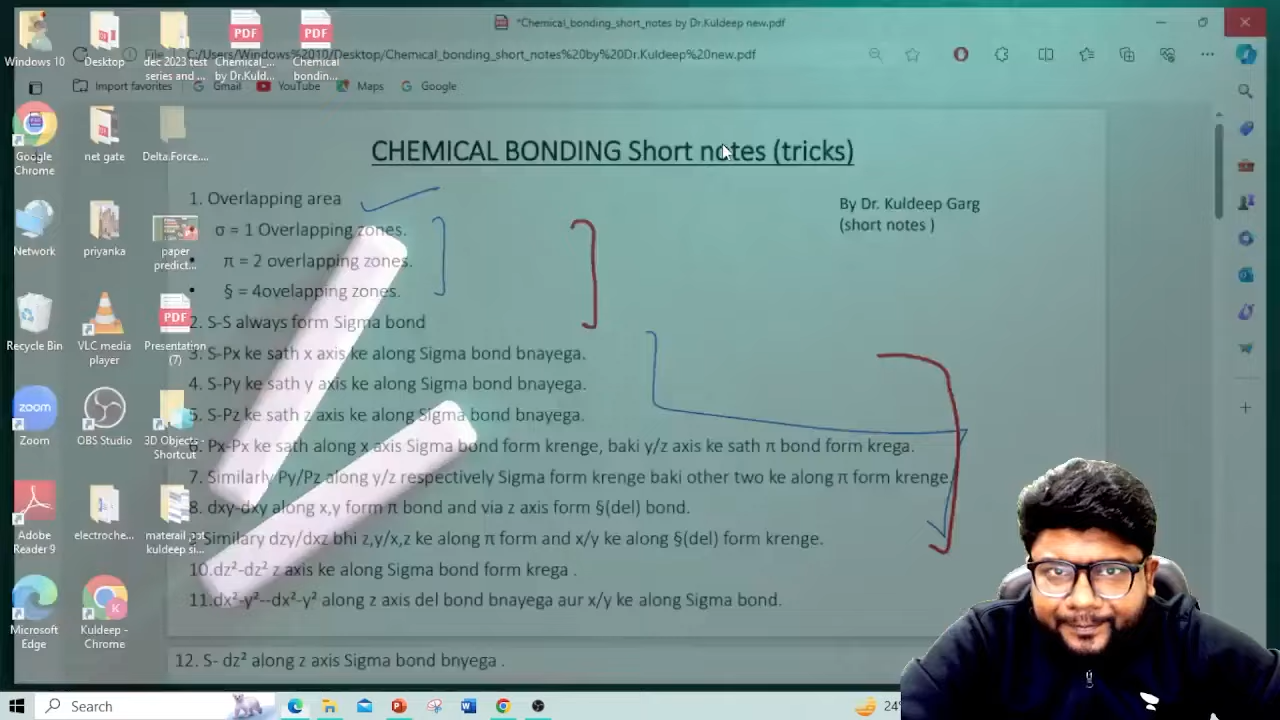 *Chemical_bonding_short_notes by Dr.Kuldeep new.pdf
File
C:/Users/Windows%2010/Desktop/Chemical_bonding_short_notes%20by%20Dr.Kuldeep%20new.pdf
Import favorites
Gmail
YouTube
Maps
Google
Windows 10
Desktop
dec 2023 test
series and ...
PDF
Chemical_...
by Dr.Kuld...
PDF
Chemical
bondin...
Google
Chrome
net gate
Delta.Force....
Network
priyanka
paper
predict...
Recycle Bin
VLC media
player
PDF
Presentation
(7)
zoom
Zoom
OBS Studio
3D Objects -
Shortcut
Adobe
Reader 9
electroche...
materail ppt
kuldeep si...
Microsoft
Edge
K
Kuldeep -
Chrome
CHEMICAL BONDING Short notes (tricks)
By Dr. Kuldeep Garg
(short notes )
1. Overlapping area
σ = 1 Overlapping zones.
• π = 2 overlapping zones.
• § = 4ovelapping zones.
2. S-S always form Sigma bond
3. S-Px ke sath x axis ke along Sigma bond bnayega.
4. S-Py ke sath y axis ke along Sigma bond bnayega.
5. S-Pz ke sath z axis ke along Sigma bond bnayega.
6. Px-Px ke sath along x axis Sigma bond form krenge, baki y/z axis ke sath π bond form krega.
7. Similarly Py/Pz along y/z respectively Sigma form krenge baki other two ke along π form krenge
8. dxy-dxy along x,y form π bond and via z axis form §(del) bond.
9 Similary dzy/dxz bhi z,y/x,z ke along π form and x/y ke along §(del) form krenge.
10.dz²-dz² z axis ke along Sigma bond form krega .
11.dx²-y²--dx²-y² along z axis del bond bnayega aur x/y ke along Sigma bond.
12. S- dz² along z axis Sigma bond bnyega .
Search
24°